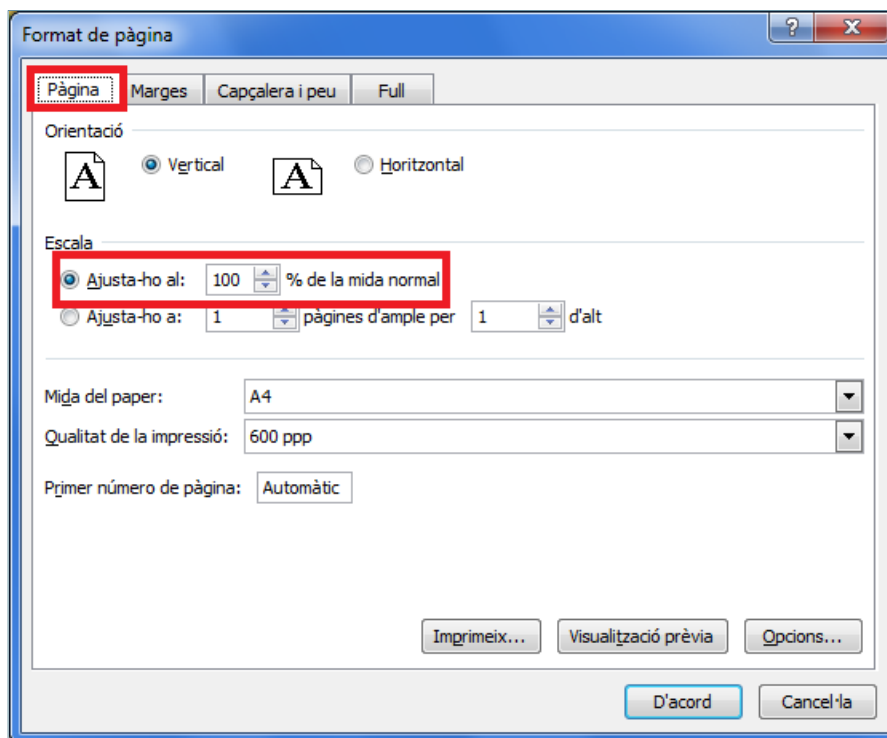 Format de pàgina
Pàgina Marges Capçalera i peu Full
Orientació
A Vertical A Horitzontal
Escala
Ajusta-ho al: 100 % de la mida normal
Ajusta-ho a: 1 pàgines d'ample per 1 d'alt
Mida del paper: A4
Qualitat de la impressió: 600 ppp
Primer número de pàgina: Automàtic
Imprimeix... Visualització prèvia Opcions...
D'acord Cancel·la